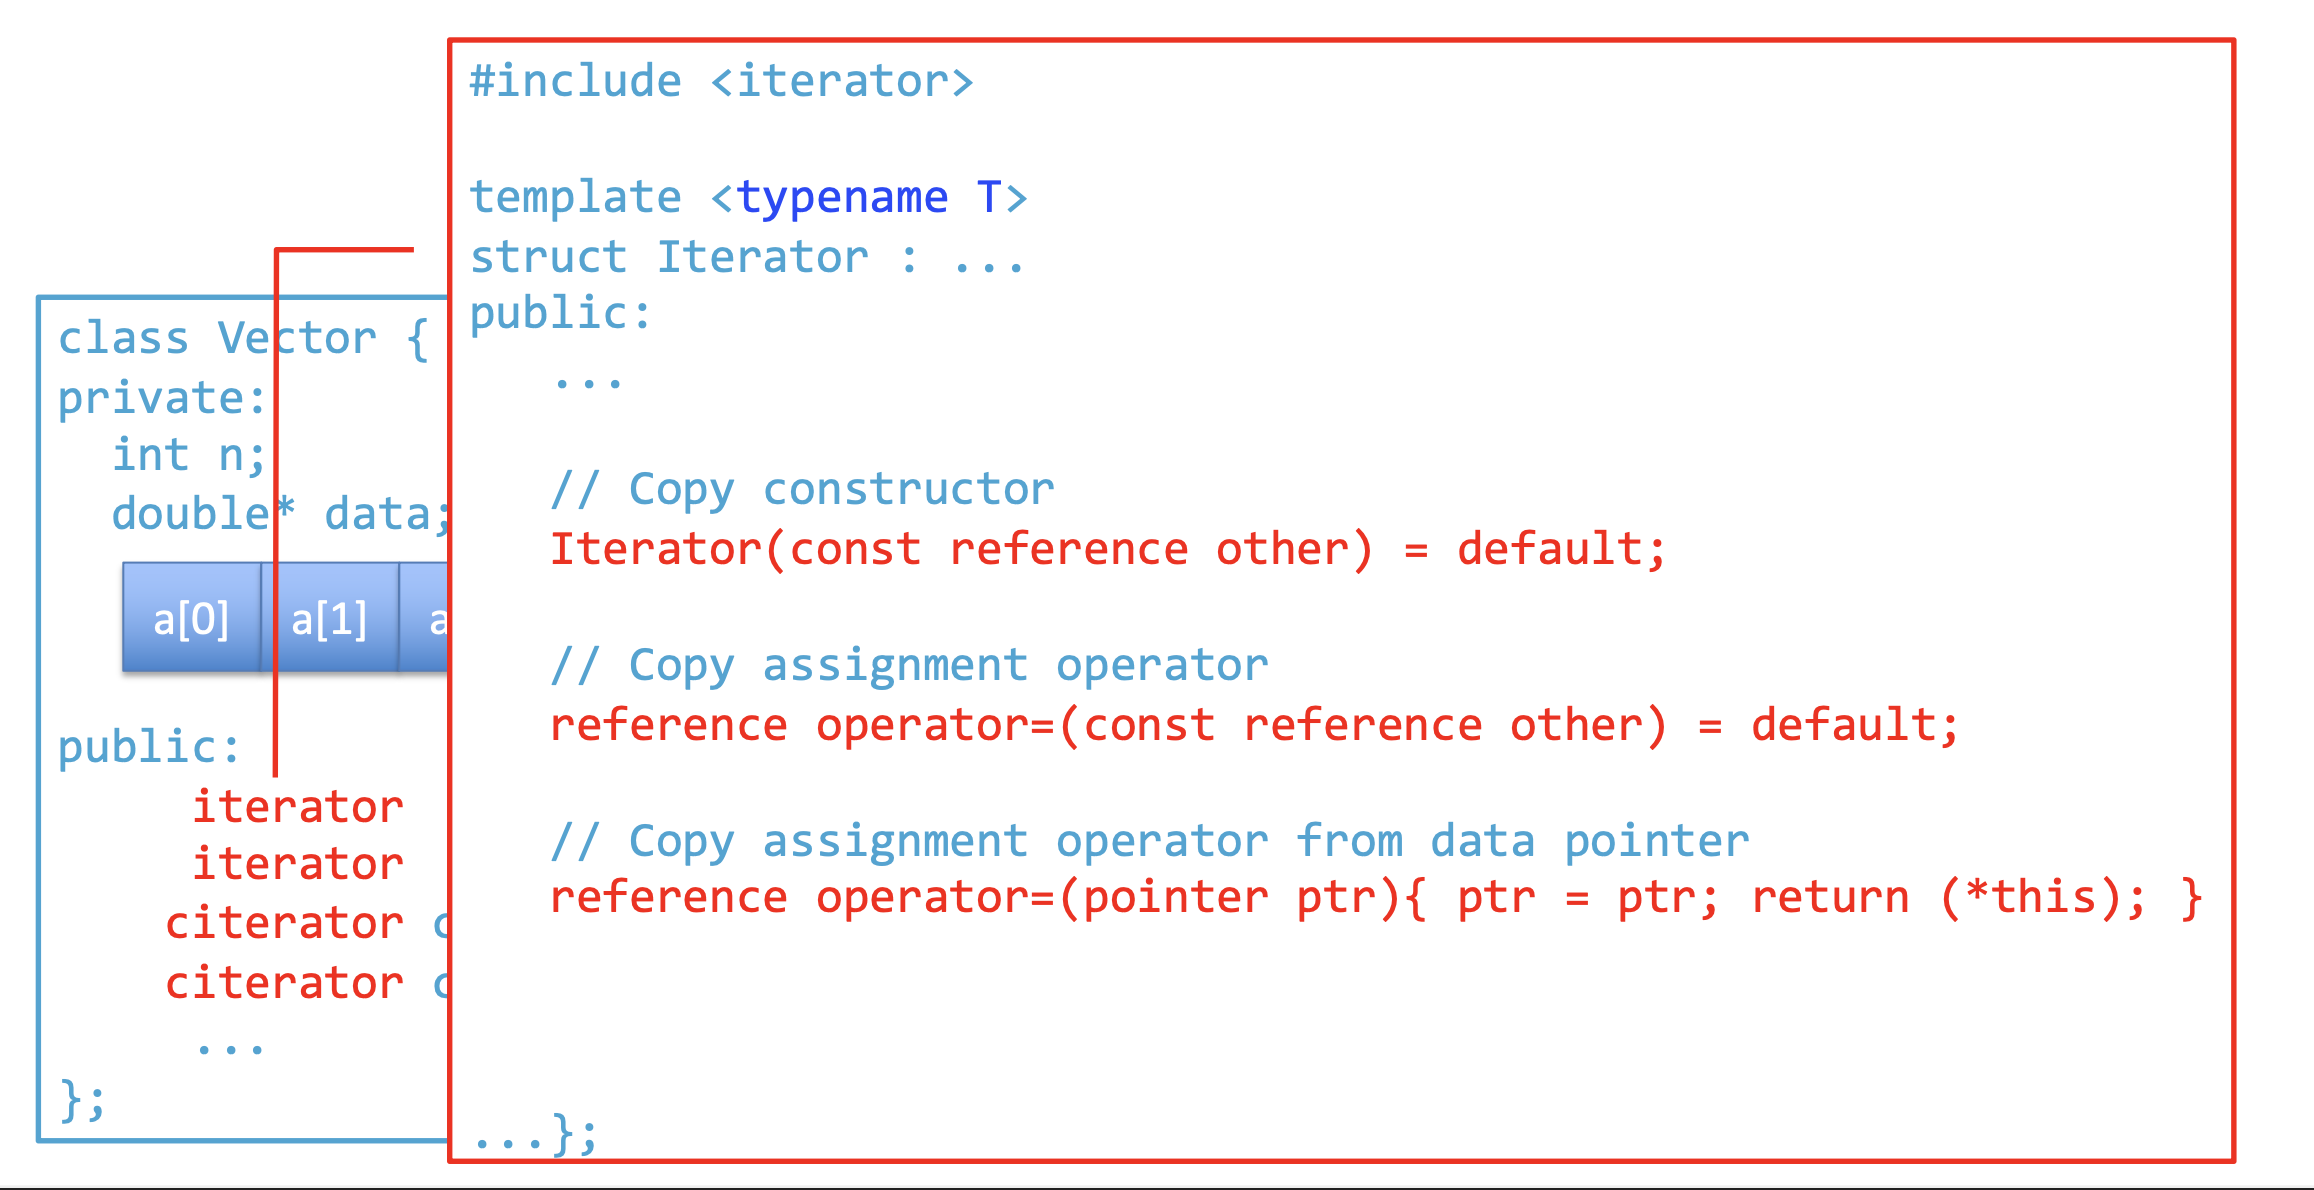 #include <iterator>
template <typename T>
struct Iterator : ...
public:
...
// Copy constructor
Iterator(const reference other) = default;
// Copy assignment operator
reference operator=(const reference other) = default;
// Copy assignment operator from data pointer
reference operator=(pointer ptr){ ptr = ptr; return (*this); }
...};
class Vector {
private:
int n;
double* data;
a[0] a[1]
public:
iterator
iterator
citerator
citerator
...
};